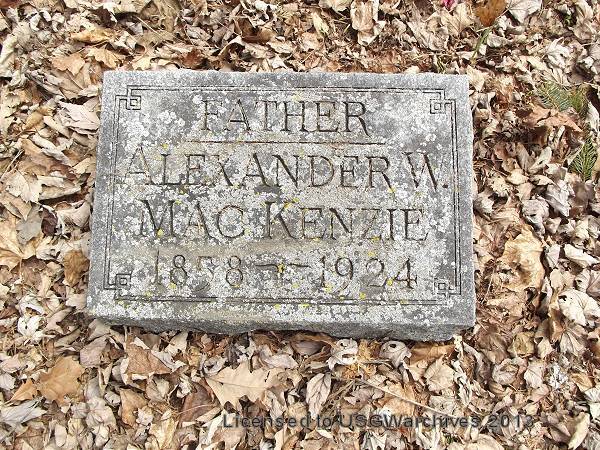 FATHER
ALEXANDER W.
MAC KENZIE
1858 - 1924
Licensed to USGWarchives 2013